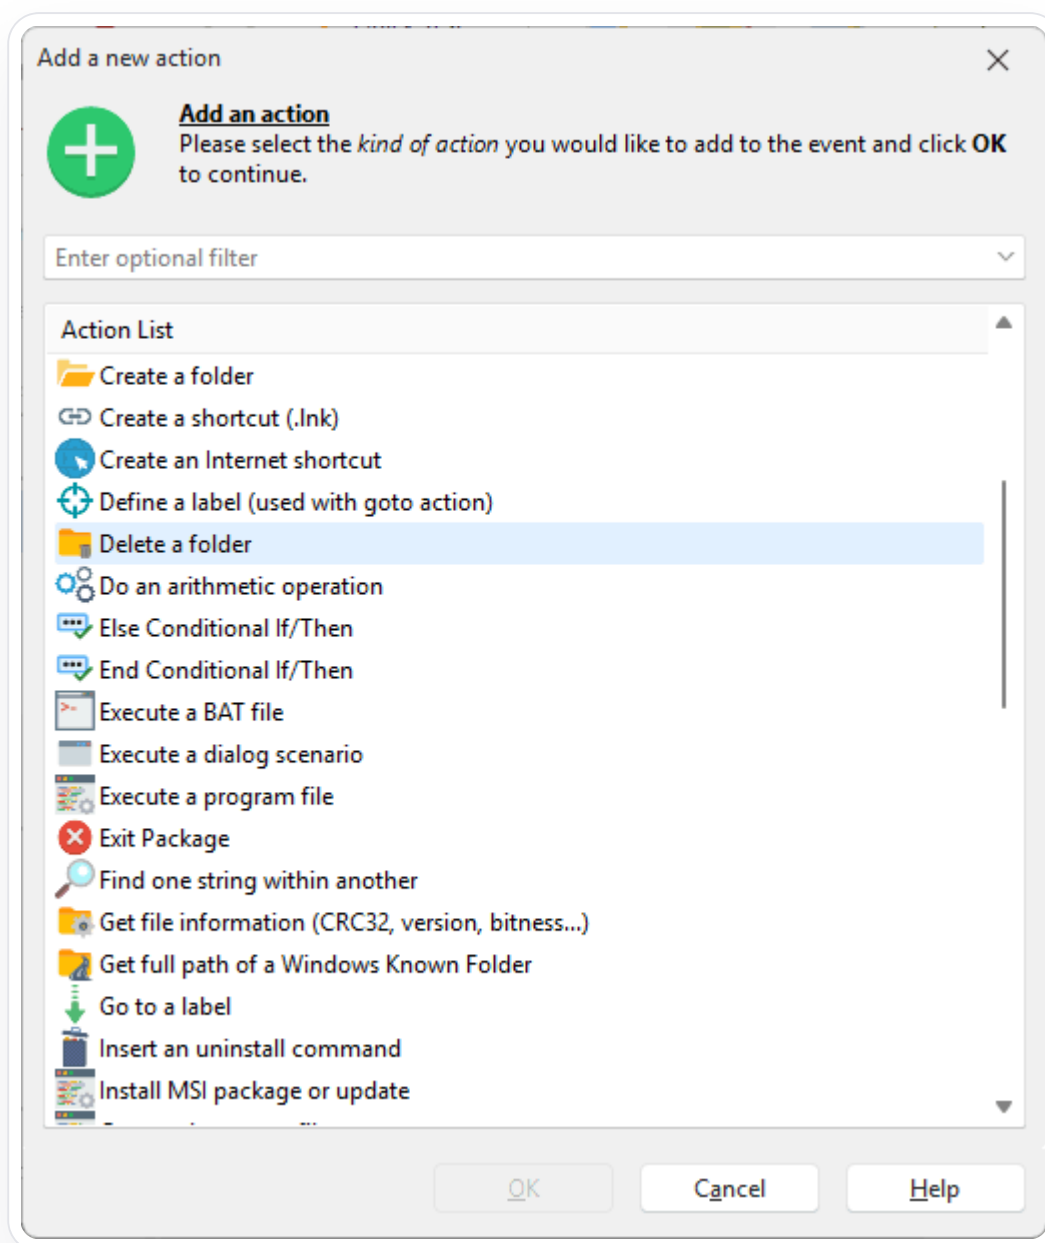 Add a new action
Add an action
Please select the kind of action you would like to add to the event and click OK
to continue.
Enter optional filter
Action List
Create a folder
Create a shortcut (.lnk)
Create an Internet shortcut
Define a label (used with goto action)
Delete a folder
Do an arithmetic operation
Else Conditional If/Then
End Conditional If/Then
Execute a BAT file
Execute a dialog scenario
Execute a program file
Exit Package
Find one string within another
Get file information (CRC32, version, bitness...)
Get full path of a Windows Known Folder
Go to a label
Insert an uninstall command
Install MSI package or update
OK
Cancel
Help